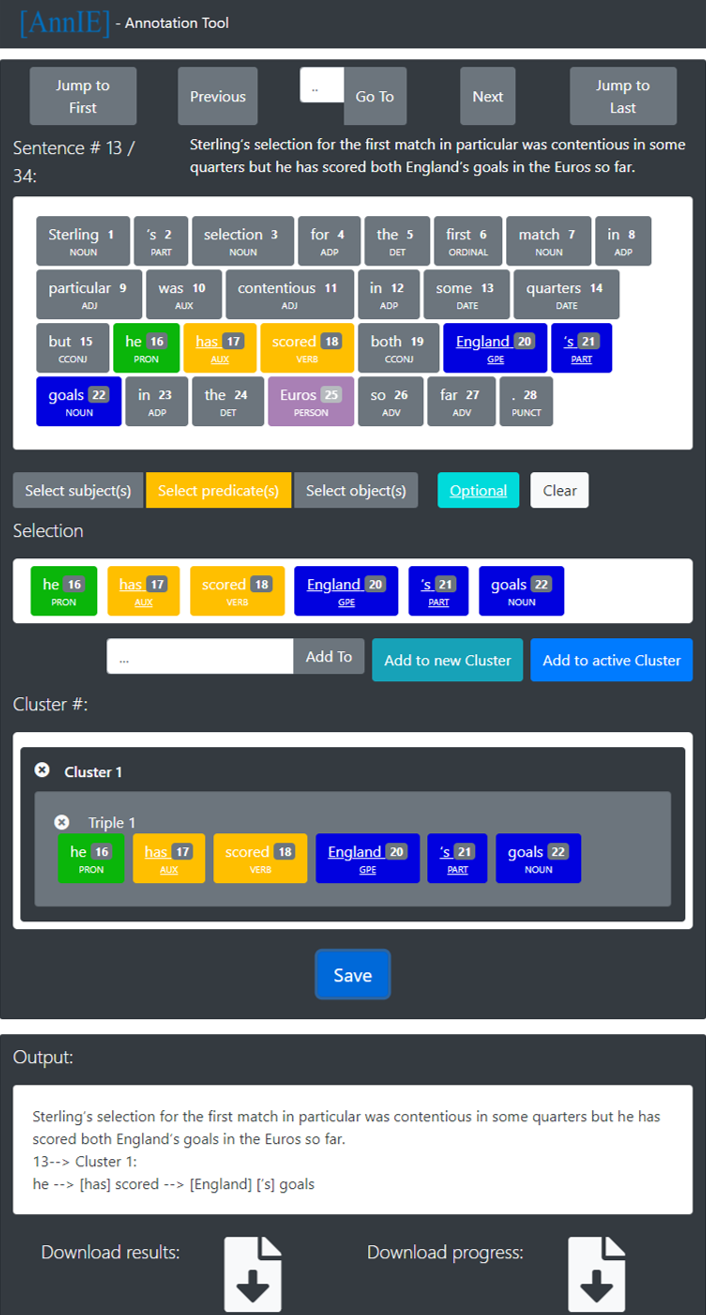 [AnnIE] - Annotation Tool
Jump to First
Previous
..
Go To
Next
Jump to Last
Sentence # 13 / 34:
Sterling's selection for the first match in particular was contentious in some
quarters but he has scored both England's goals in the Euros so far.
Sterling 1 's 2 selection 3 for 4 the 5 first 6 match 7 in 8
NOUN PART NOUN ADP DET ORDINAL NOUN ADP
particular 9 was 10 contentious 11 in 12 some 13 quarters 14
ADJ AUX ADJ ADP DATE DATE
but 15 he 16 has 17 scored 18 both 19 England 20 's 21
CCONJ PRON AUX VERB CCONJ GPE PART
goals 22 in 23 the 24 Euros 25 so 26 far 27 . 28
NOUN ADP DET PERSON ADV ADV PUNCT
Select subject(s) Select predicate(s) Select object(s) Optional Clear
Selection
he 16 has 17 scored 18 England 20 's 21 goals 22
PRON AUX VERB GPE PART NOUN
... Add To Add to new Cluster Add to active Cluster
Cluster #:
Cluster 1
Triple 1
he 16 has 17 scored 18 England 20 's 21 goals 22
PRON AUX VERB GPE PART NOUN
Save
Output:
Sterling's selection for the first match in particular was contentious in some quarters but he has
scored both England's goals in the Euros so far.
13--> Cluster 1:
he --> [has] scored --> [England] ['s] goals
Download results: Download progress: